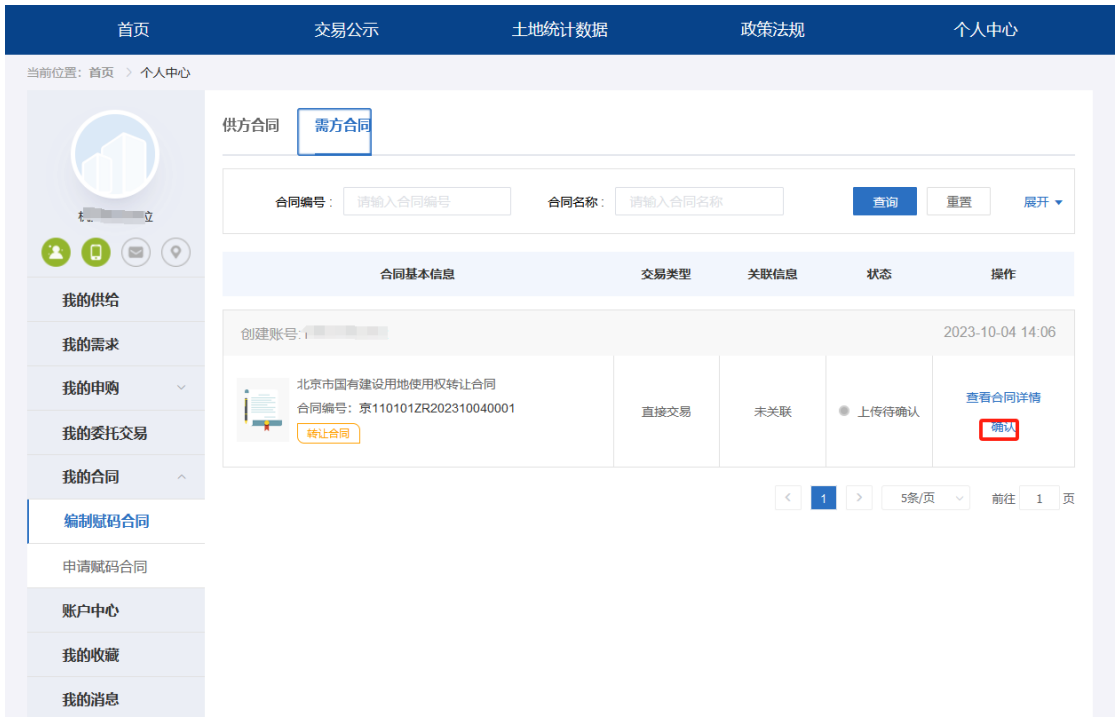 首页 交易公示 土地统计数据 政策法规 个人中心
当前位置: 首页 > 个人中心
供方合同 需方合同
合同编号: 请输入合同编号 合同名称: 请输入合同名称 查询 重置 展开
位
合同基本信息 交易类型 关联信息 状态 操作
我的供给
创建账号: 2023-10-04 14:06
我的需求
北京市国有建设用地使用权转让合同
合同编号: 京110101ZR202310040001
转让合同
直接交易 未关联 上传待确认 查看合同详情
确认
我的申购
我的委托交易
我的合同
< 1 > 5条/页 前往 1 页
编制赋码合同
申请赋码合同
账户中心
我的收藏
我的消息